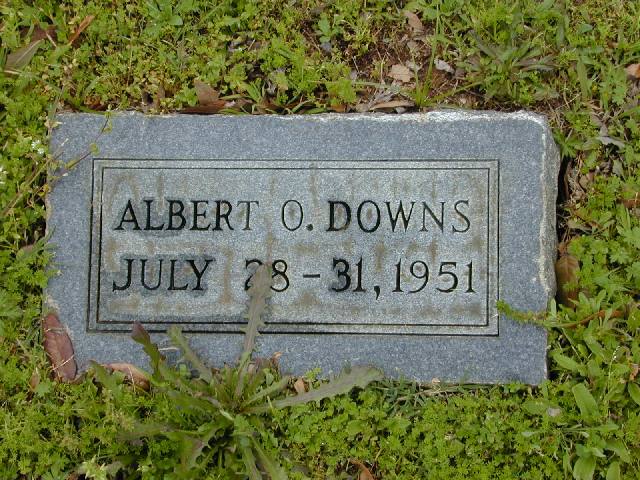 ALBERT O. DOWNS
JULY 28-31, 1951